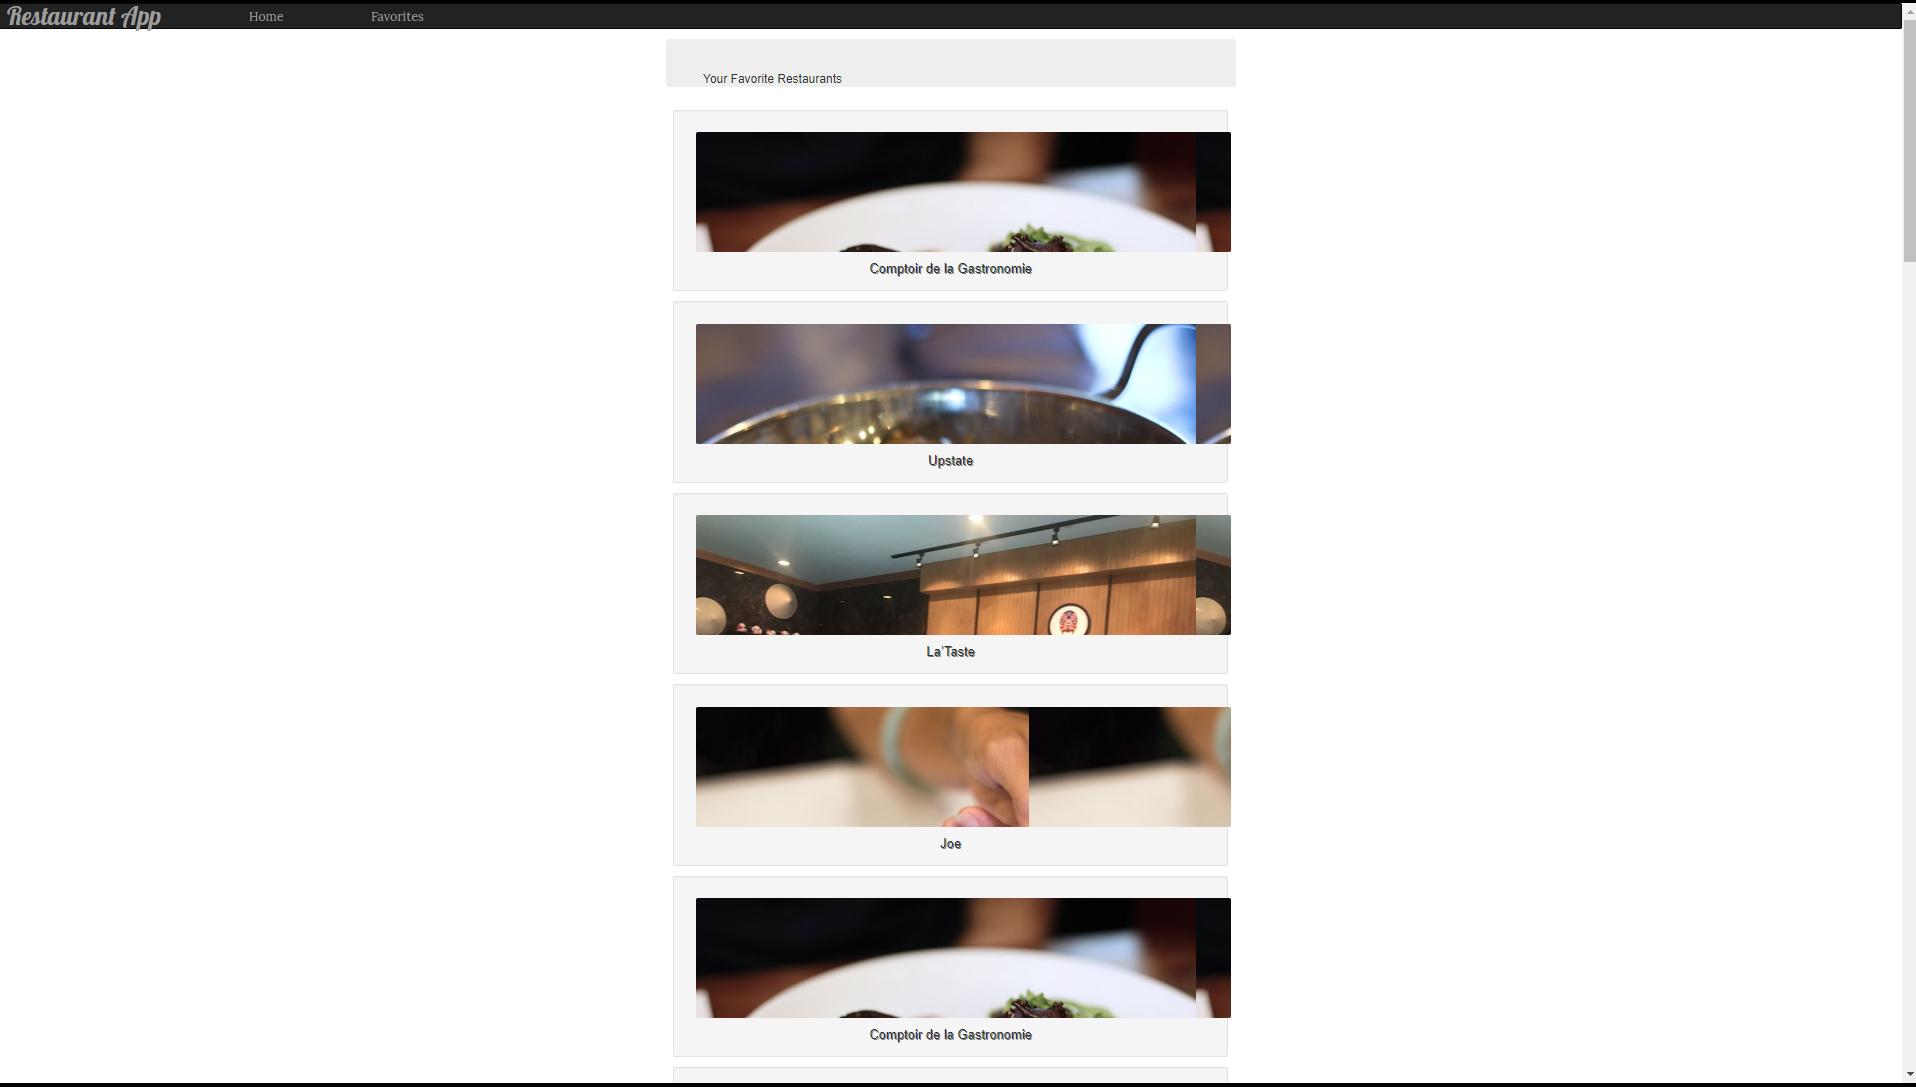 Restaurant App
Home
Favorites
Your Favorite Restaurants
Comptoir de la Gastronomie
Upstate
La'Taste
Joe
Comptoir de la Gastronomie